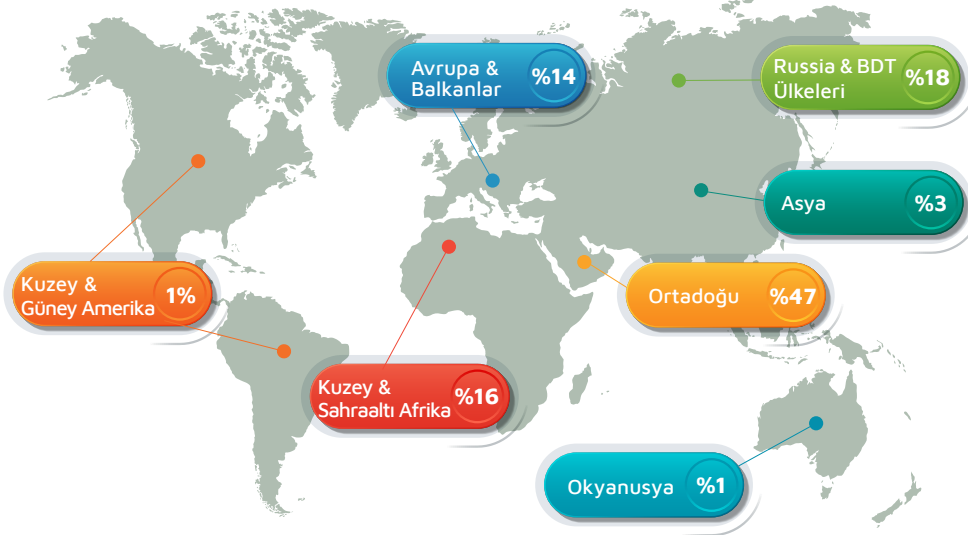 Avrupa &
Balkanlar
%14
Russia & BDT
Ülkeleri
%18
Asya
%3
Kuzey &
Güney Amerika
1%
Ortadoğu
%47
Kuzey &
Sahraaltı Afrika
%16
Okyanusya
%1